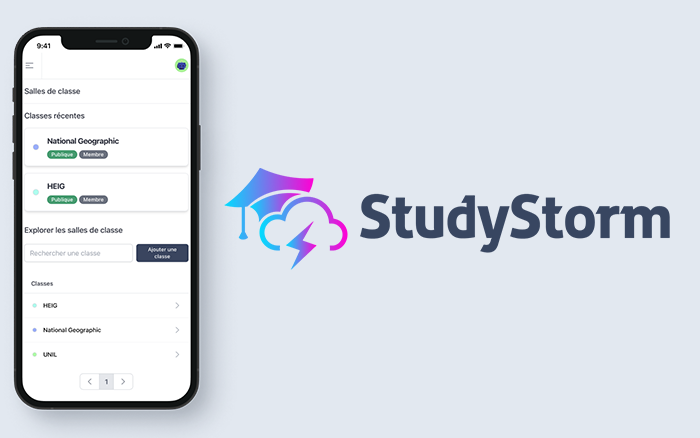 9:41
Salles de classe
Classes récentes
National Geographic
Publique Membre
HEIG
Publique Membre
Explorer les salles de classe
Rechercher une classe
Ajouter une
classe
Classes
HEIG
National Geographic
UNIL
1
StudyStorm